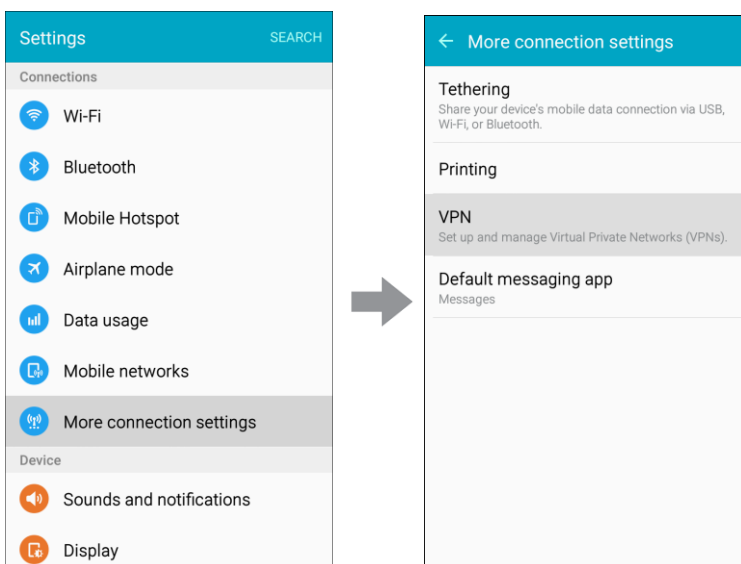 Settings
SEARCH
Connections
Wi-Fi
Bluetooth
Mobile Hotspot
Airplane mode
Data usage
Mobile networks
More connection settings
Device
Sounds and notifications
Display
More connection settings
Tethering
Share your device's mobile data connection via USB,
Wi-Fi, or Bluetooth.
Printing
VPN
Set up and manage Virtual Private Networks (VPNs).
Default messaging app
Messages